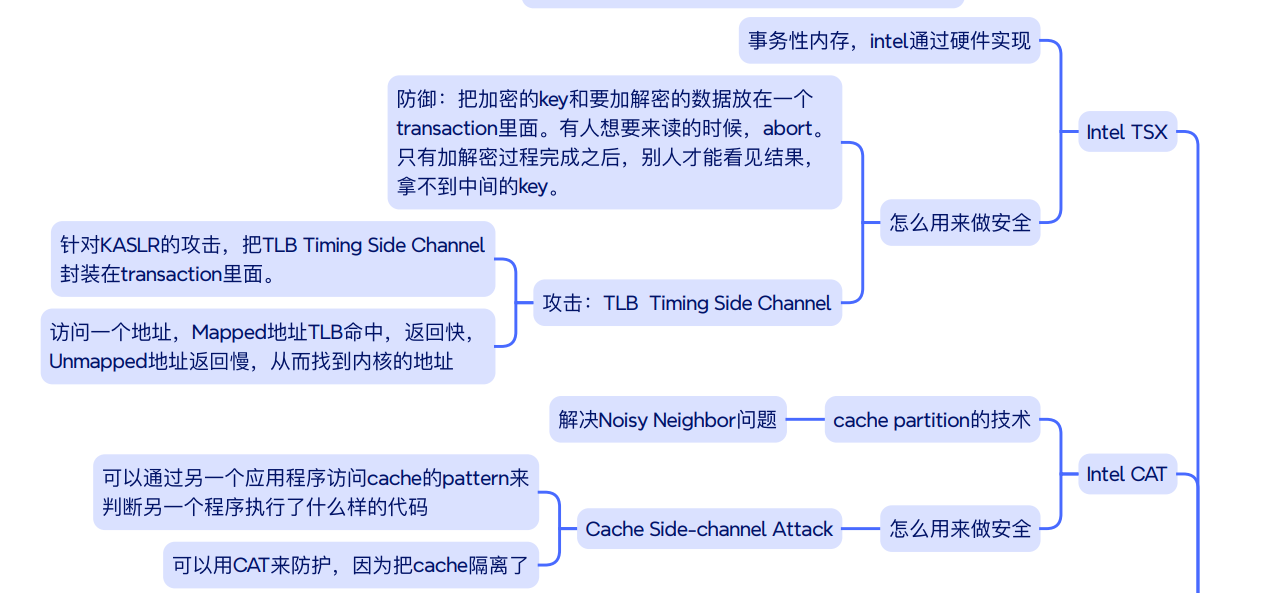 事务性内存，intel通过硬件实现
防御：把加密的key和要加解密的数据放在一个
transaction里面。有人想要来读的时候，abort。
只有加解密过程完成之后，别人才能看见结果，
拿不到中间的key。
Intel TSX
怎么用来做安全
针对KASLR的攻击，把TLB Timing Side Channel
封装在transaction里面。
攻击：TLB  Timing Side Channel
访问一个地址，Mapped地址TLB命中，返回快，
Unmapped地址返回慢，从而找到内核的地址
解决Noisy Neighbor问题
cache partition的技术
Intel CAT
可以通过另一个应用程序访问cache的pattern来
判断另一个程序执行了什么样的代码
Cache Side-channel Attack
怎么用来做安全
可以用CAT来防护，因为把cache隔离了